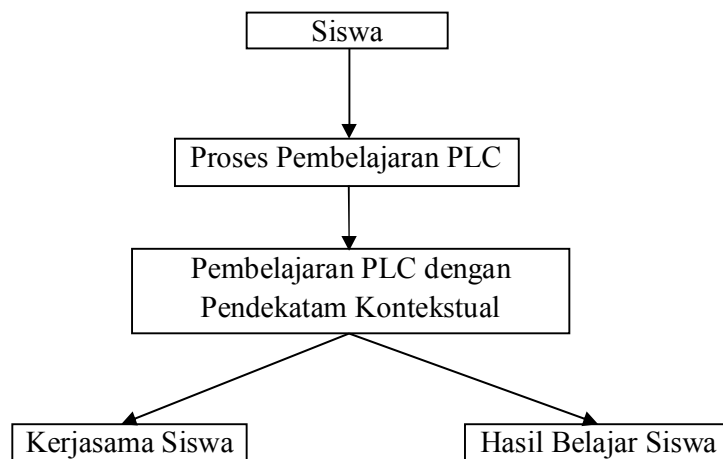 Siswa
Proses Pembelajaran PLC
Pembelajaran PLC dengan
Pendekatam Kontekstual
Kerjasama Siswa
Hasil Belajar Siswa